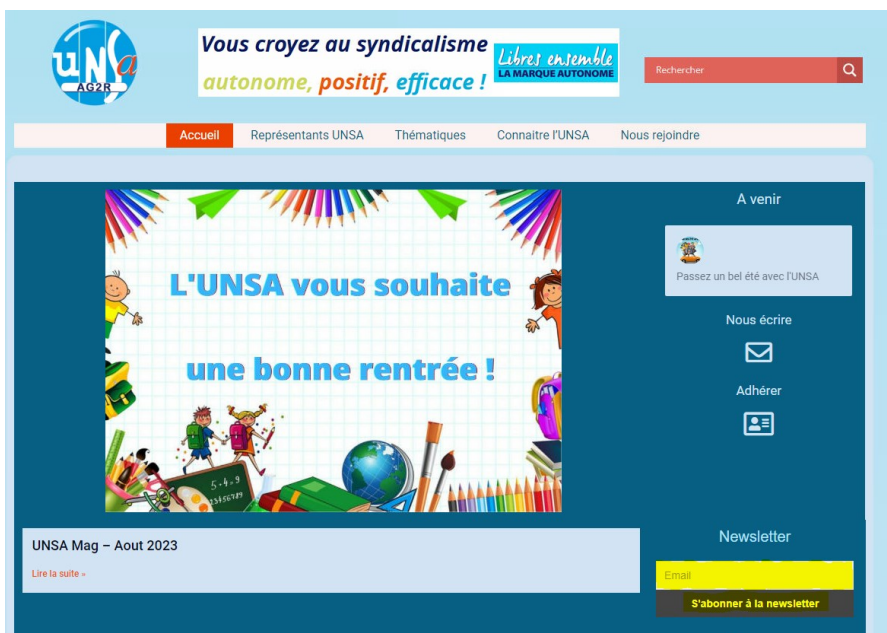 unsa
AG2R
Vous croyez au syndicalisme
autonome, positif, efficace !
Libres ensemble
LA MARQUE AUTONOME
Rechercher
Accueil Représentants UNSA Thématiques Connaitre l'UNSA Nous rejoindre
L'UNSA vous souhaite
une bonne rentrée !
5+4=9
123456789
A venir
Passez un bel été avec l'UNSA
Nous écrire
Adhérer
UNSA Mag – Aout 2023
Lire la suite »
Newsletter
Email
S'abonner à la newsletter